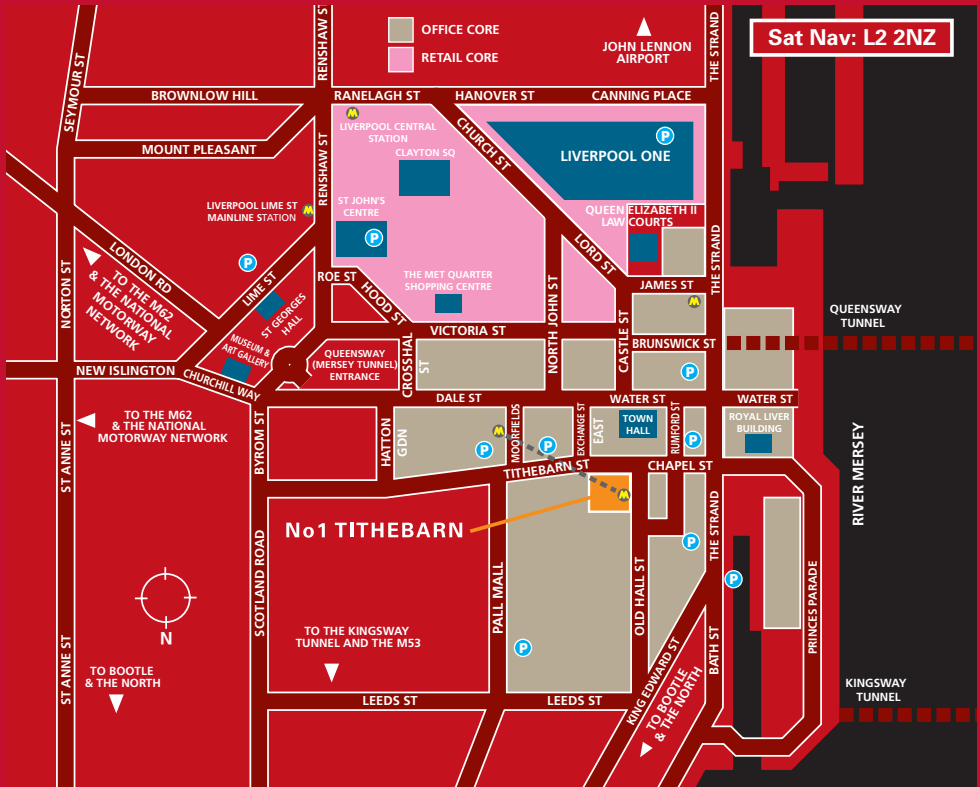 OFFICE CORE
RETAIL CORE
JOHN LENNON
AIRPORT
Sat Nav: L2 2NZ
THE STRAND
RENSHAW ST
SEYMOUR ST
BROWNLOW HILL
RANELAGH ST
HANOVER ST
CANNING PLACE
MOUNT PLEASANT
M
LIVERPOOL CENTRAL
STATION
CLAYTON SQ
CHURCH ST
P
LIVERPOOL ONE
RENSHAW ST
LIVERPOOL LIME ST
MAINLINE STATION
M
ST JOHN'S
CENTRE
P
QUEEN ELIZABETH II
LAW COURTS
LORD ST
THE STRAND
LONDON RD
P
LIME ST
ROE ST
HOOD ST
THE MET QUARTER
SHOPPING CENTRE
JAMES ST
M
NORTON ST
TO THE M62
& THE NATIONAL
MOTORWAY
NETWORK
ST GEORGES
HALL
MUSEUM &
ART GALLERY
VICTORIA ST
NORTH JOHN ST
CASTLE ST
BRUNSWICK ST
QUEENSWAY
TUNNEL
QUEENSWAY
(MERSEY TUNNEL)
ENTRANCE
CROSSHAL
ST
P
NEW ISLINGTON
CHURCHILL WAY
DALE ST
WATER ST
WATER ST
TO THE M62
& THE NATIONAL
MOTORWAY NETWORK
ST ANNE ST
BYROM ST
HATTON
GDN
P
M
MOORFIELDS
P
EXCHANGE ST
EAST
TOWN
HALL
RUMFORD ST
P
ROYAL LIVER
BUILDING
TITHEBARN ST
CHAPEL ST
RIVER MERSEY
M
No1 TITHEBARN
SCOTLAND ROAD
PALL MALL
OLD HALL ST
P
THE STRAND
P
PRINCES PARADE
N
TO THE KINGSWAY
TUNNEL AND THE M53
P
ST ANNE ST
TO BOOTLE
& THE NORTH
LEEDS ST
LEEDS ST
KING EDWARD ST
TO BOOTLE
& THE NORTH
BATH ST
KINGSWAY
TUNNEL